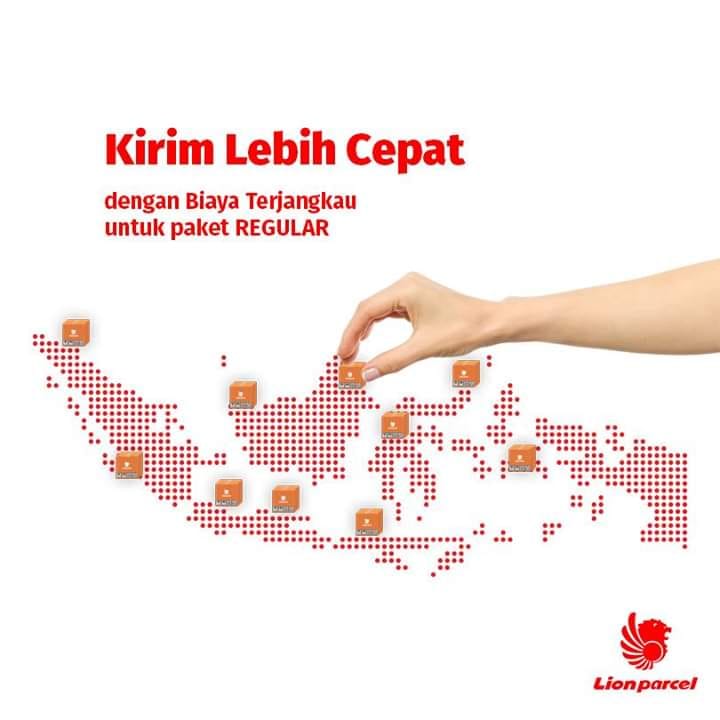 Kirim Lebih Cepat
dengan Biaya Terjangkau
untuk paket REGULAR
Lionparcel